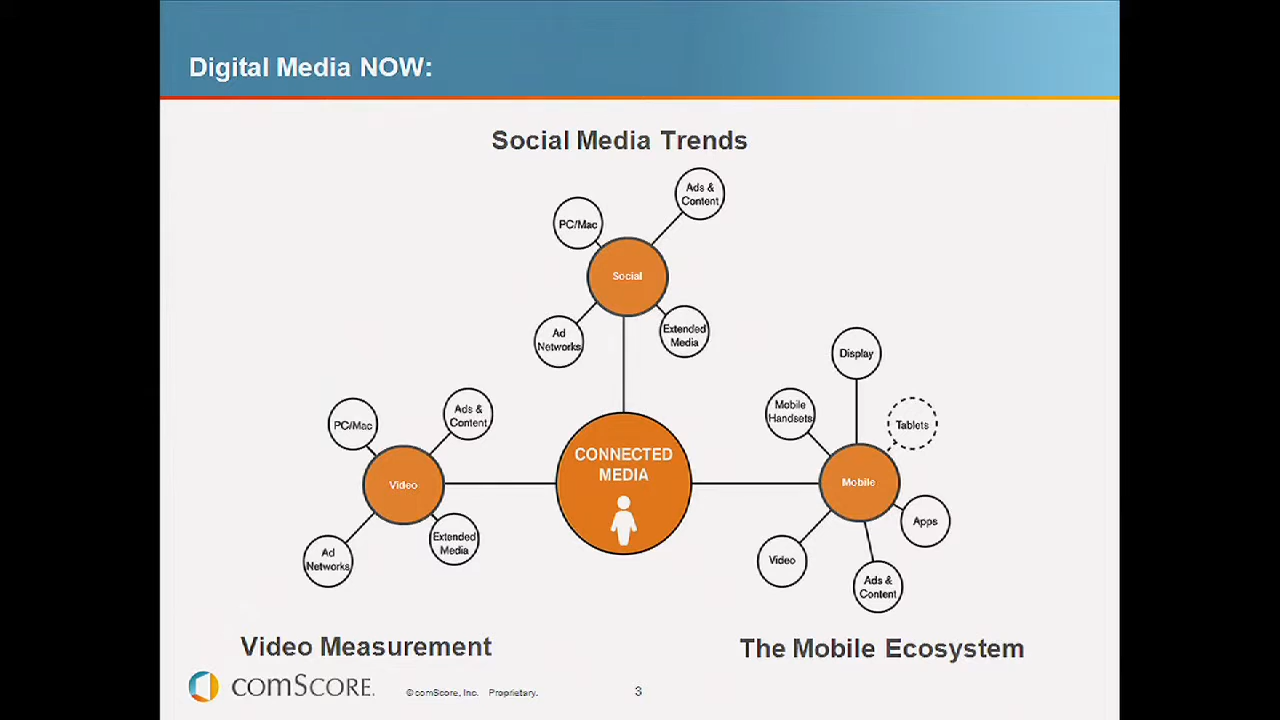 Digital Media NOW:
Social Media Trends
Ads &
Content
PC/Mac
Social
Ad
Networks
Extended
Media
Display
Mobile
Handsets
Tablets
PC/Mac
Ads &
Content
CONNECTED
MEDIA
Video
Mobile
Apps
Ad
Networks
Extended
Media
Video
Ads &
Content
Video Measurement
The Mobile Ecosystem
comScore.
©comScore, Inc. Proprietary.
3